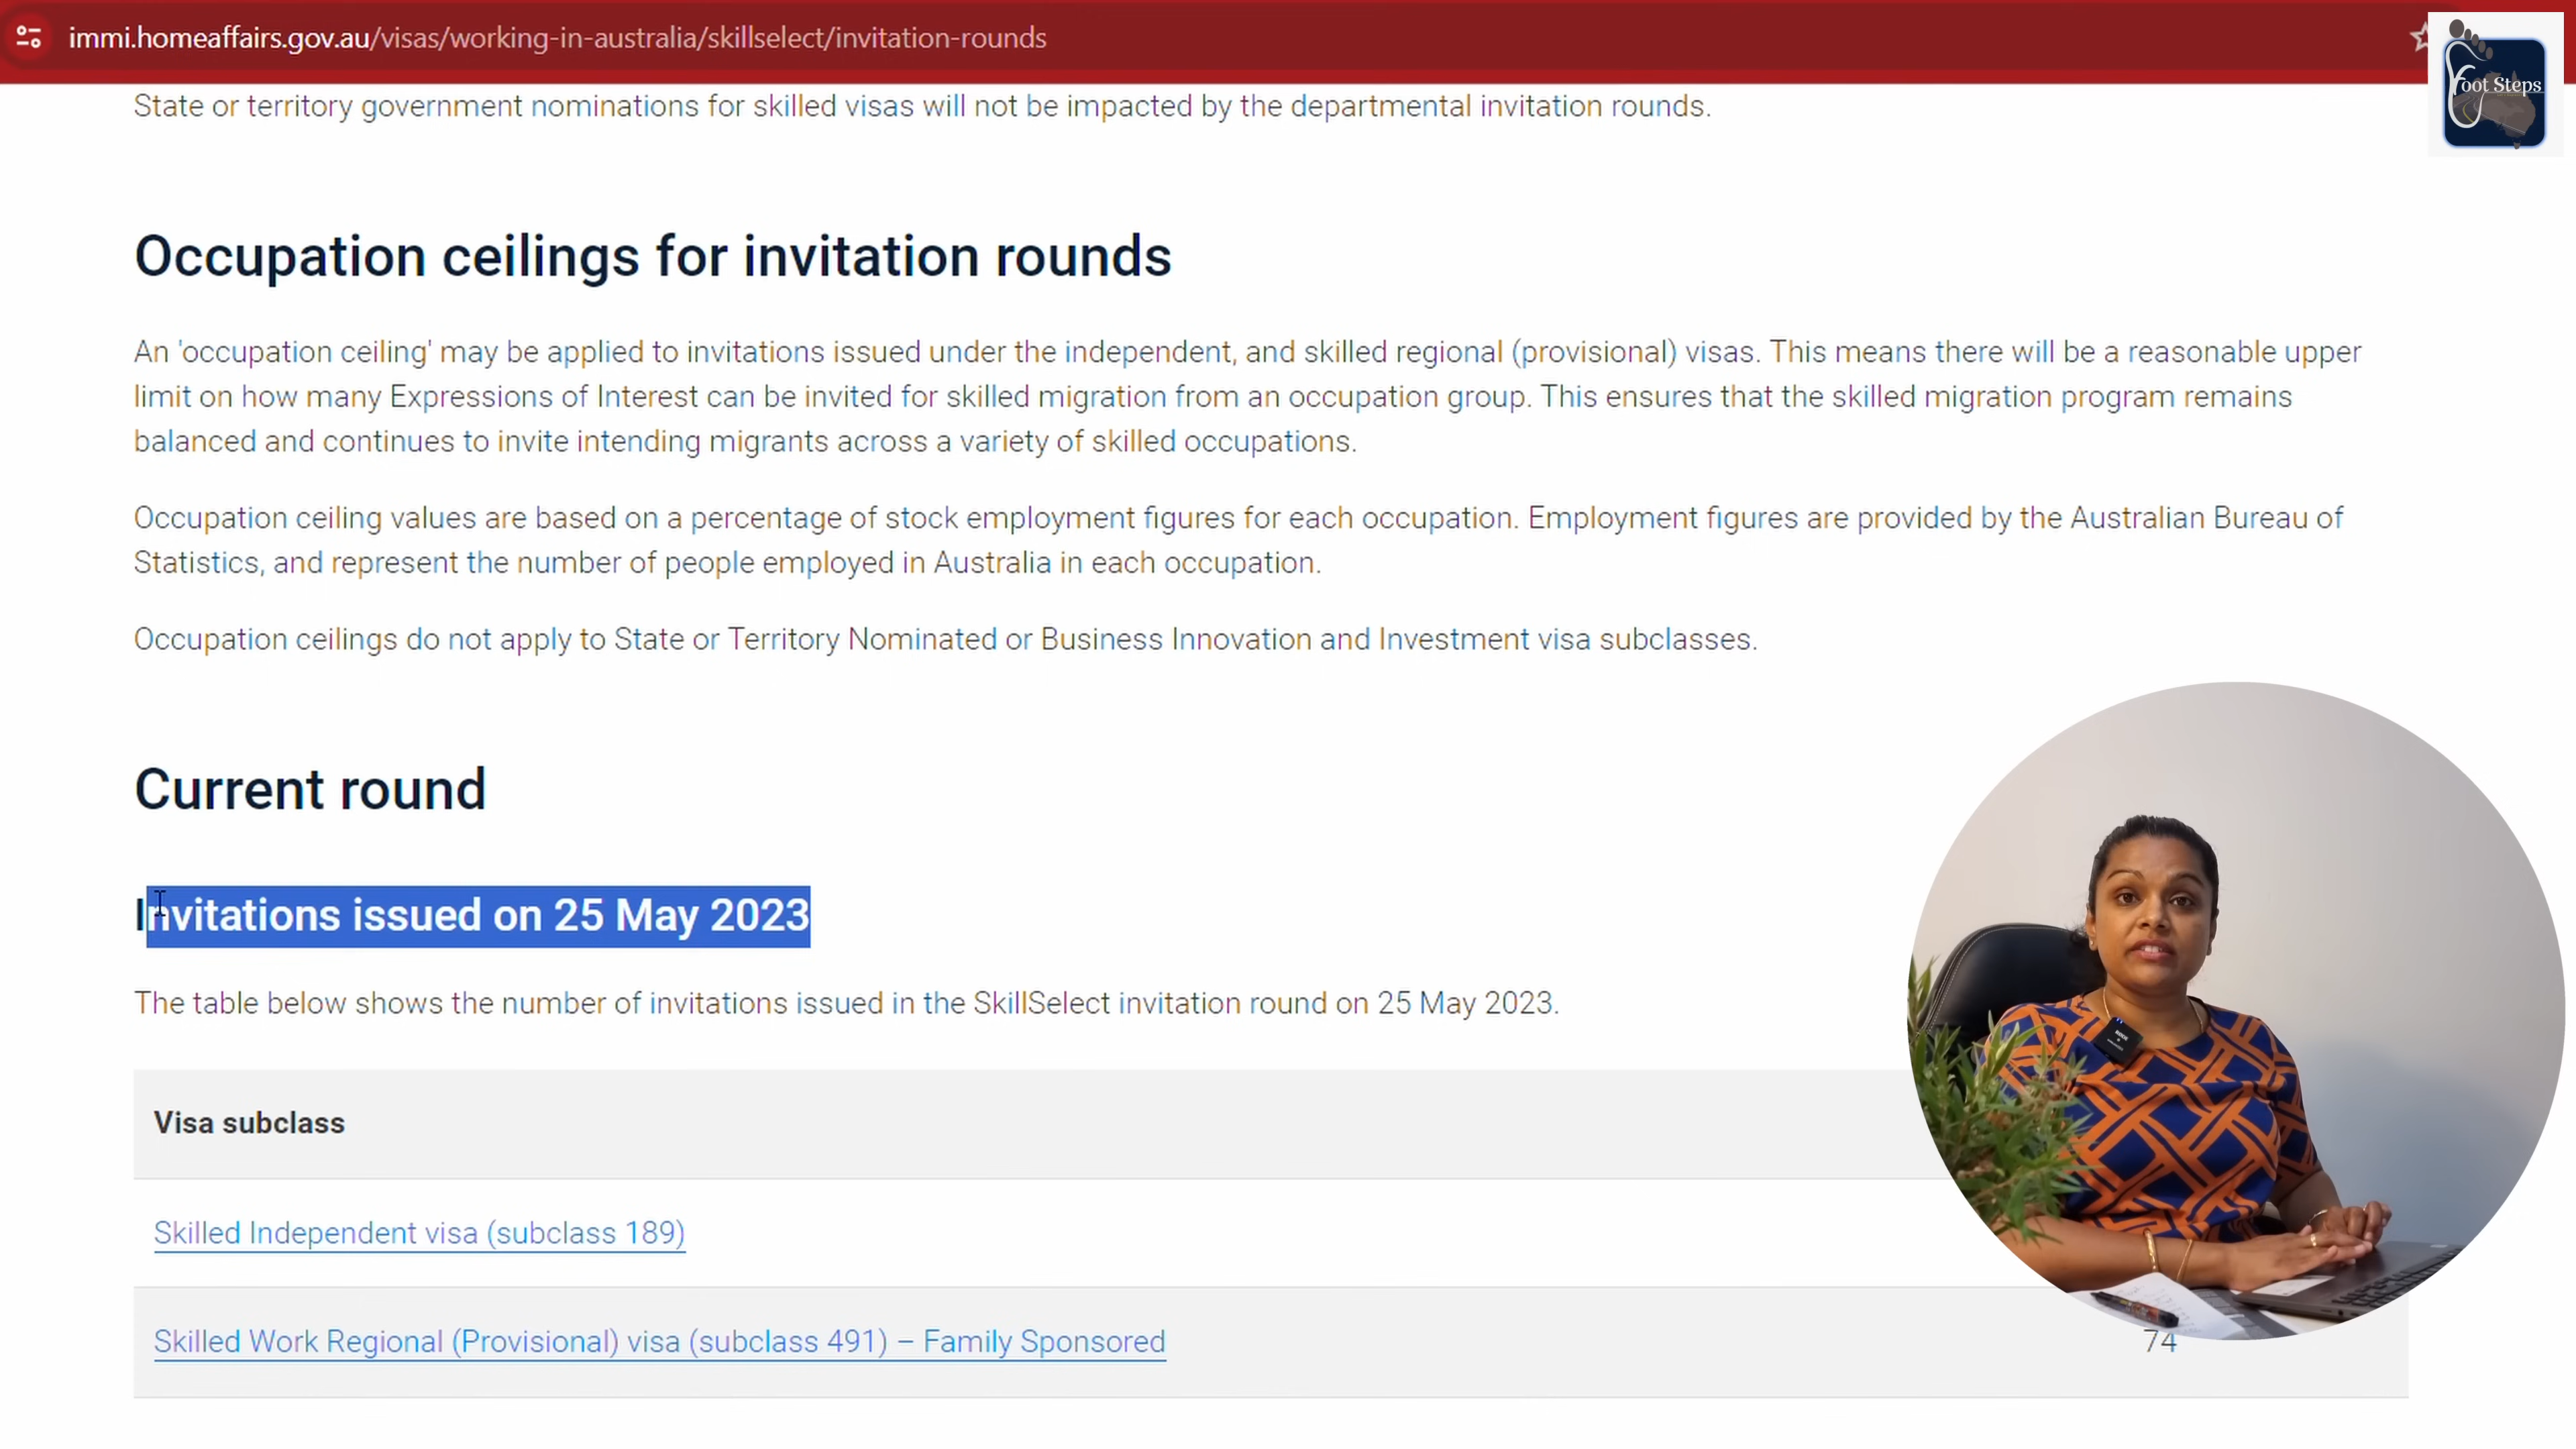 immi.homeaffairs.gov.au/visas/working-in-australia/skillselect/invitation-rounds
Foot Steps
State or territory government nominations for skilled visas will not be impacted by the departmental invitation rounds.
Occupation ceilings for invitation rounds
An 'occupation ceiling' may be applied to invitations issued under the independent, and skilled regional (provisional) visas. This means there will be a reasonable upper
limit on how many Expressions of Interest can be invited for skilled migration from an occupation group. This ensures that the skilled migration program remains
balanced and continues to invite intending migrants across a variety of skilled occupations.
Occupation ceiling values are based on a percentage of stock employment figures for each occupation. Employment figures are provided by the Australian Bureau of
Statistics, and represent the number of people employed in Australia in each occupation.
Occupation ceilings do not apply to State or Territory Nominated or Business Innovation and Investment visa subclasses.
Current round
Invitations issued on 25 May 2023
The table below shows the number of invitations issued in the SkillSelect invitation round on 25 May 2023.
Visa subclass
Skilled Independent visa (subclass 189)
Skilled Work Regional (Provisional) visa (subclass 491) – Family Sponsored
74